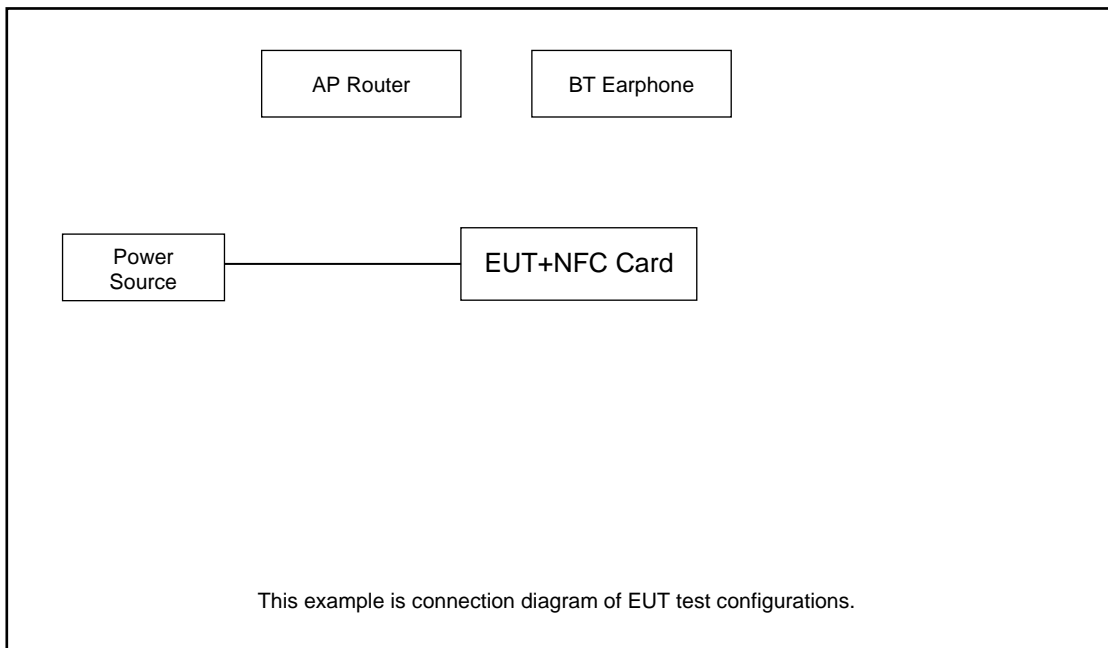 AP Router
BT Earphone
Power
Source
EUT+NFC Card
This example is connection diagram of EUT test configurations.